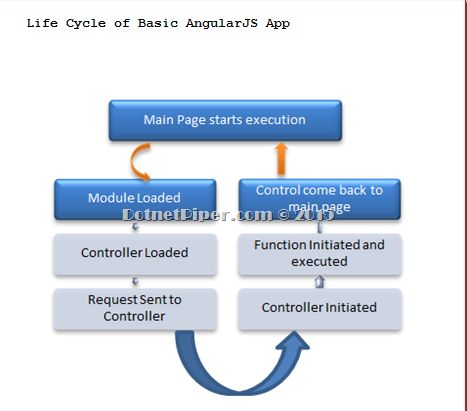 Life Cycle of Basic AngularJS App
Main Page starts execution
Module Loaded
Controller Loaded
Request Sent to
Controller
Control come back to
main page
Function Initiated and
executed
Controller Initiated
DotnetPiper.com © 2015